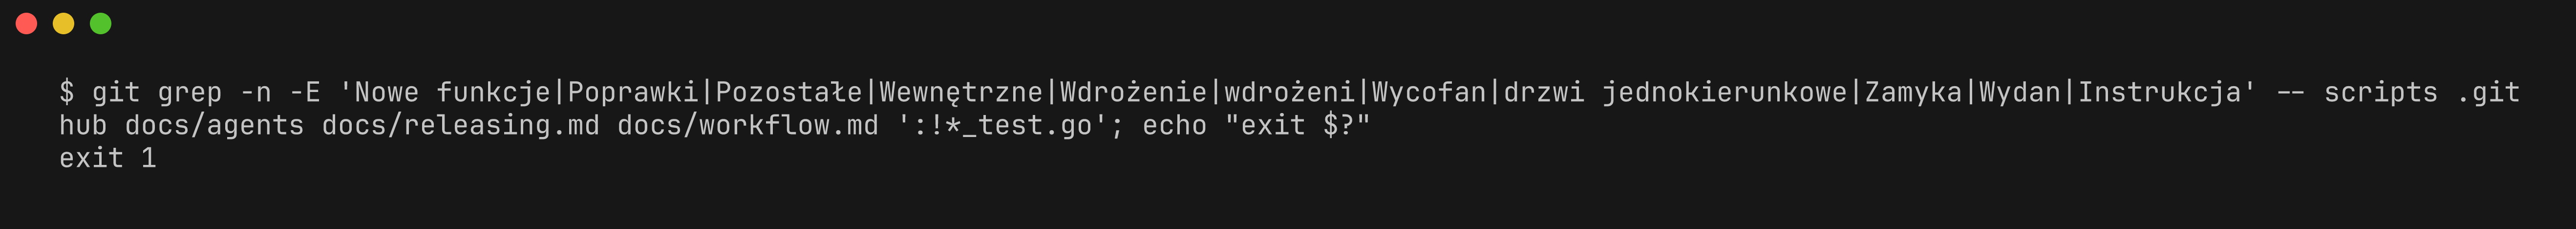 $ git grep -n -E 'Nowe funkcje|Poprawki|Pozostałe|Wewnętrzne|Wdrożenie|wdrożeni|Wycofan|drzwi jednokierunkowe|Zamyka|Wydan|Instrukcja' -- scripts .git
hub docs/agents docs/releasing.md docs/workflow.md ':!*_test.go'; echo "exit $?"
exit 1